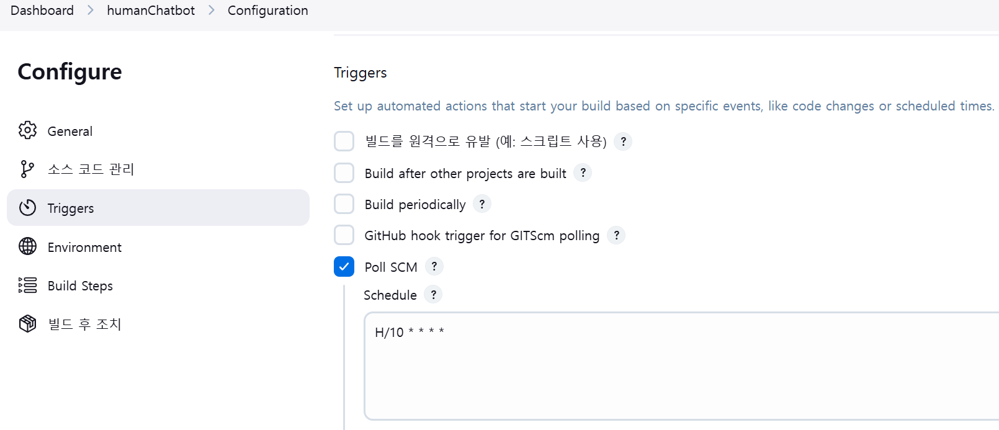 Dashboard > humanChatbot > Configuration
Configure
General
소스 코드 관리
Triggers
Environment
Build Steps
빌드 후 조치
Triggers
Set up automated actions that start your build based on specific events, like code changes or scheduled times.
빌드를 원격으로 유발 (예: 스크립트 사용) ?
Build after other projects are built ?
Build periodically ?
GitHub hook trigger for GITScm polling ?
Poll SCM ?
Schedule ?
H/10 * * * *